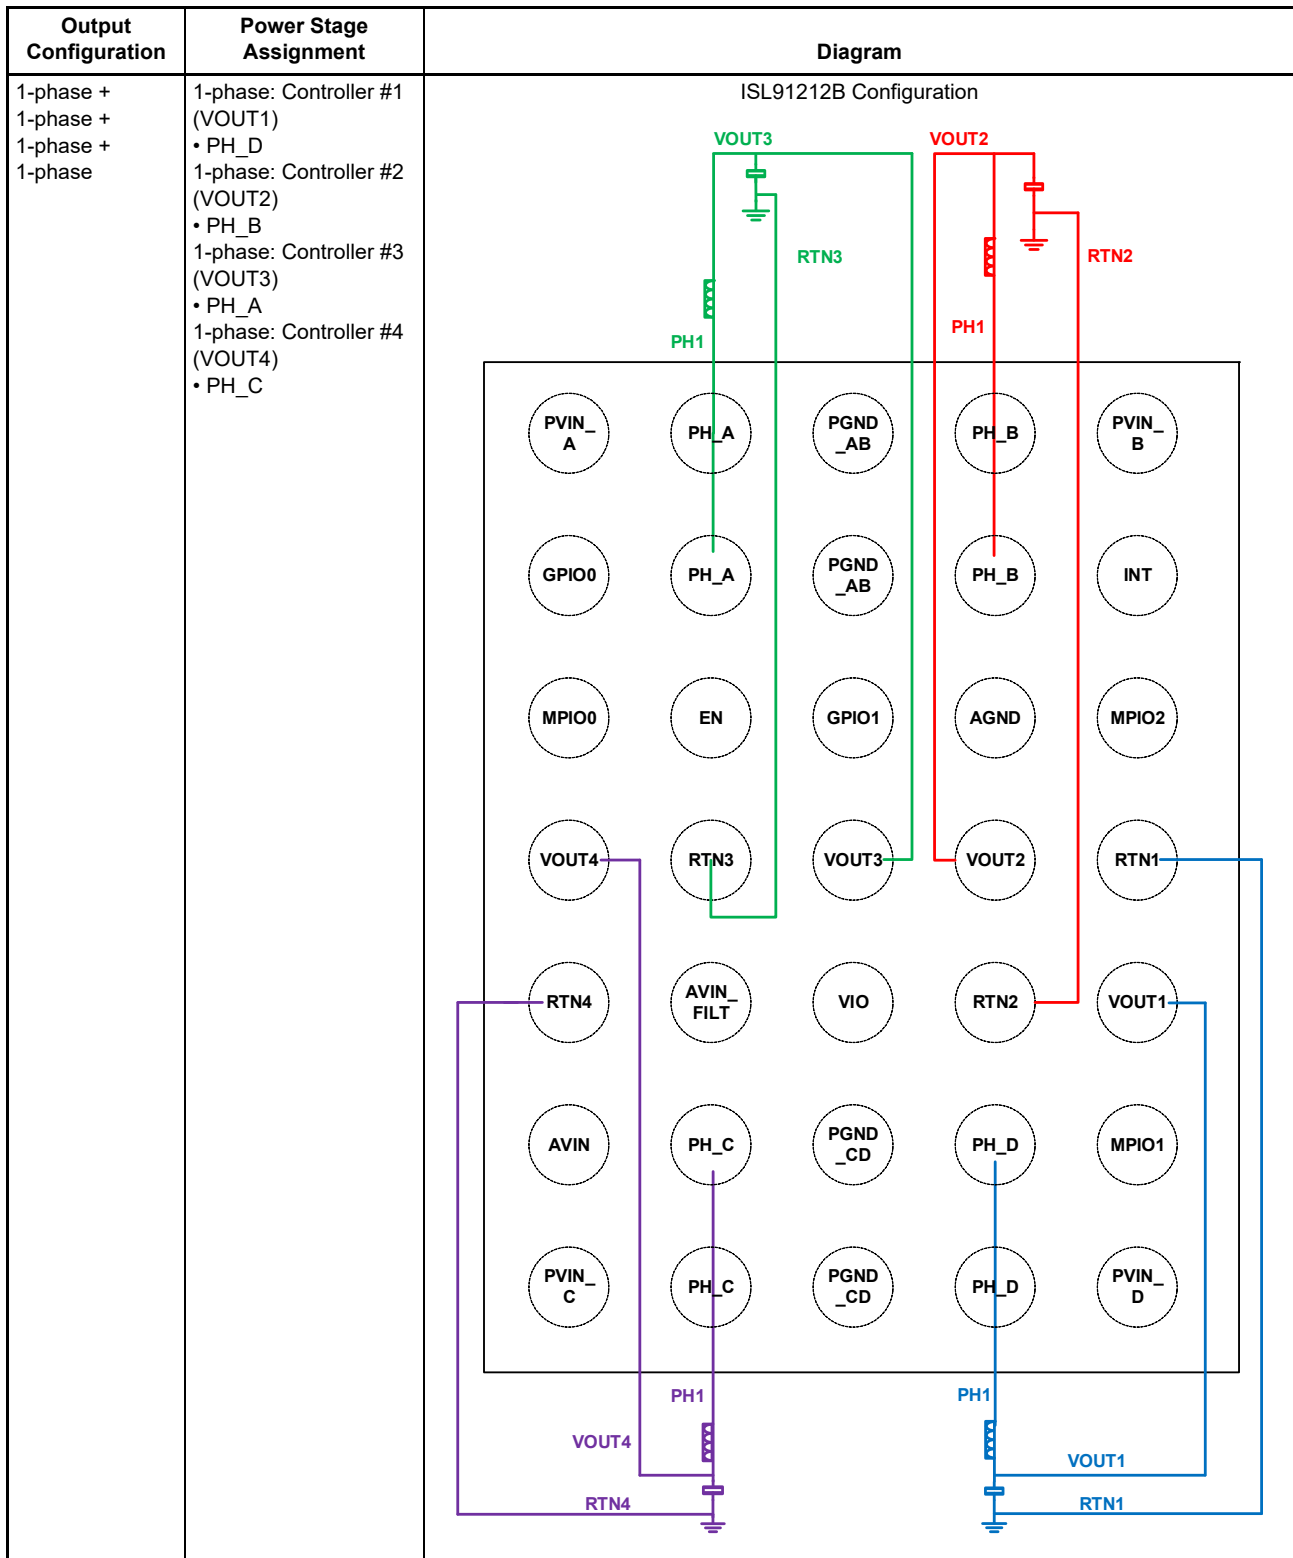 Output Configuration
Power Stage Assignment
Diagram
1-phase +
1-phase +
1-phase +
1-phase
1-phase: Controller #1
(VOUT1)
• PH_D
1-phase: Controller #2
(VOUT2)
• PH_B
1-phase: Controller #3
(VOUT3)
• PH_A
1-phase: Controller #4
(VOUT4)
• PH_C
ISL91212B Configuration
VOUT3
VOUT2
RTN3
RTN2
PH1
PH1
PVIN_
A
PH_A
PGND
_AB
PH_B
PVIN_
B
GPIO0
PH_A
PGND
_AB
PH_B
INT
MPIO0
EN
GPIO1
AGND
MPIO2
VOUT4
RTN3
VOUT3
VOUT2
RTN1
RTN4
AVIN_
FILT
VIO
RTN2
VOUT1
AVIN
PH_C
PGND
_CD
PH_D
MPIO1
PVIN_
C
PH_C
PGND
_CD
PH_D
PVIN_
D
PH1
PH1
VOUT4
VOUT1
RTN4
RTN1